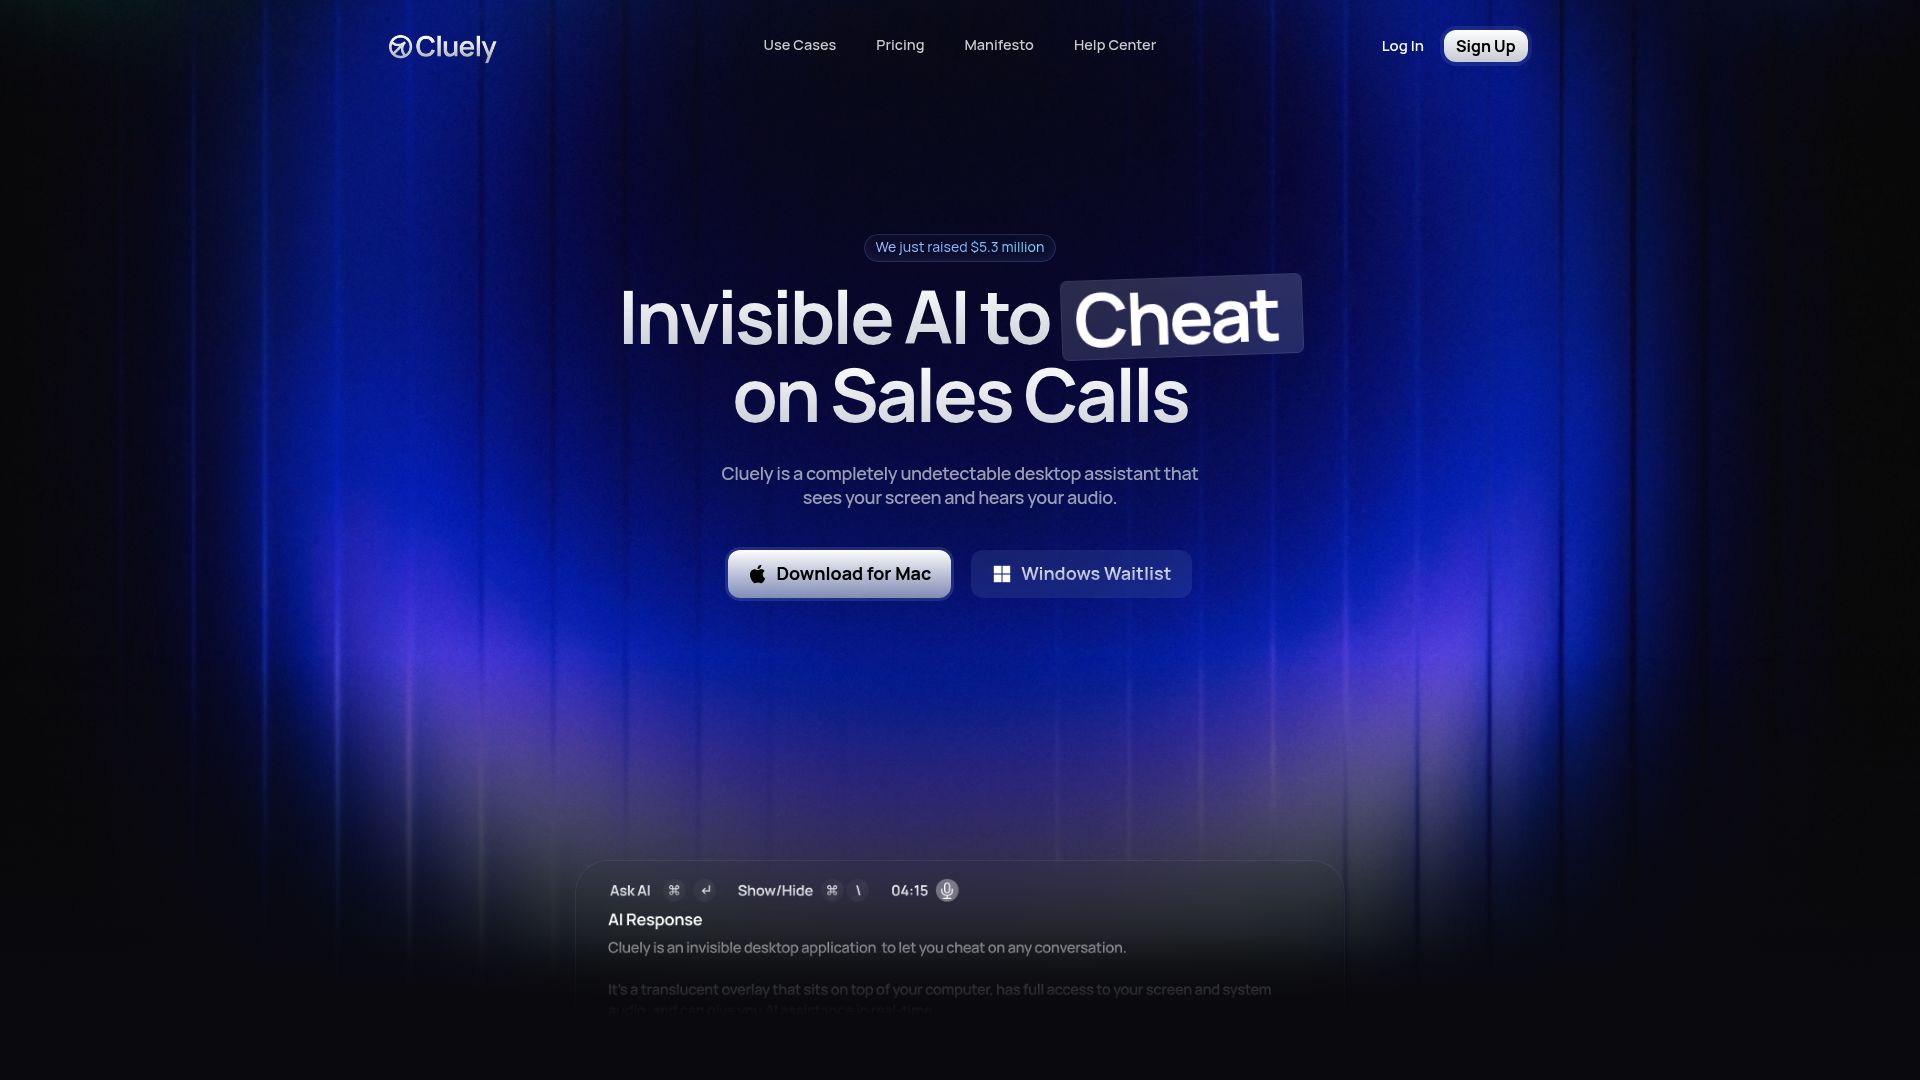 Cluely
Use Cases
Pricing
Manifesto
Help Center
Log In
Sign Up
We just raised $5.3 million
Invisible AI to Cheat
on Sales Calls
Cluely is a completely undetectable desktop assistant that
sees your screen and hears your audio.
Download for Mac
Windows Waitlist
Ask AI ⌘ ↵ Show/Hide ⌘ \ 04:15
AI Response
Cluely is an invisible desktop application to let you cheat on any conversation.
It's a translucent overlay that sits on top of your computer, has full access to your screen and system
audio, and can give you AI assistance in real-time.